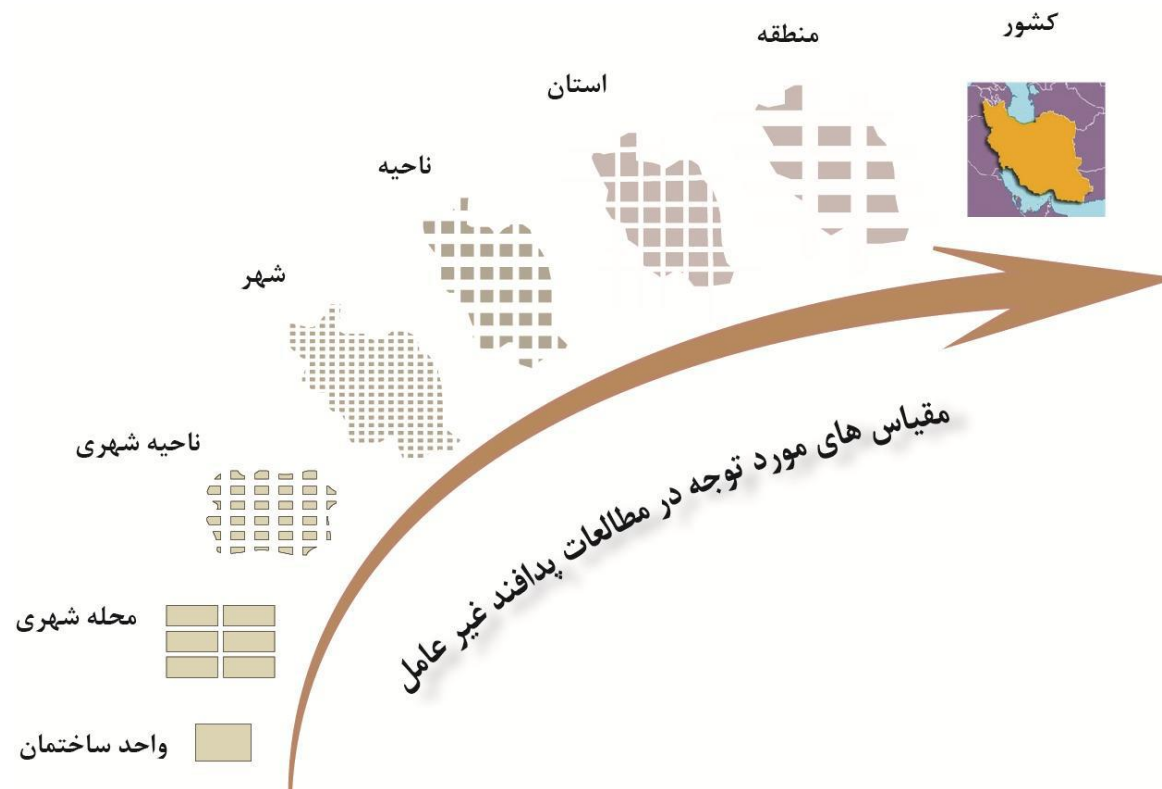 کشور
منطقه
استان
ناحیه
شهر
ناحیه شهری
محله شهری
واحد ساختمان
مقیاس های مورد توجه در مطالعات پدافند غیر عامل